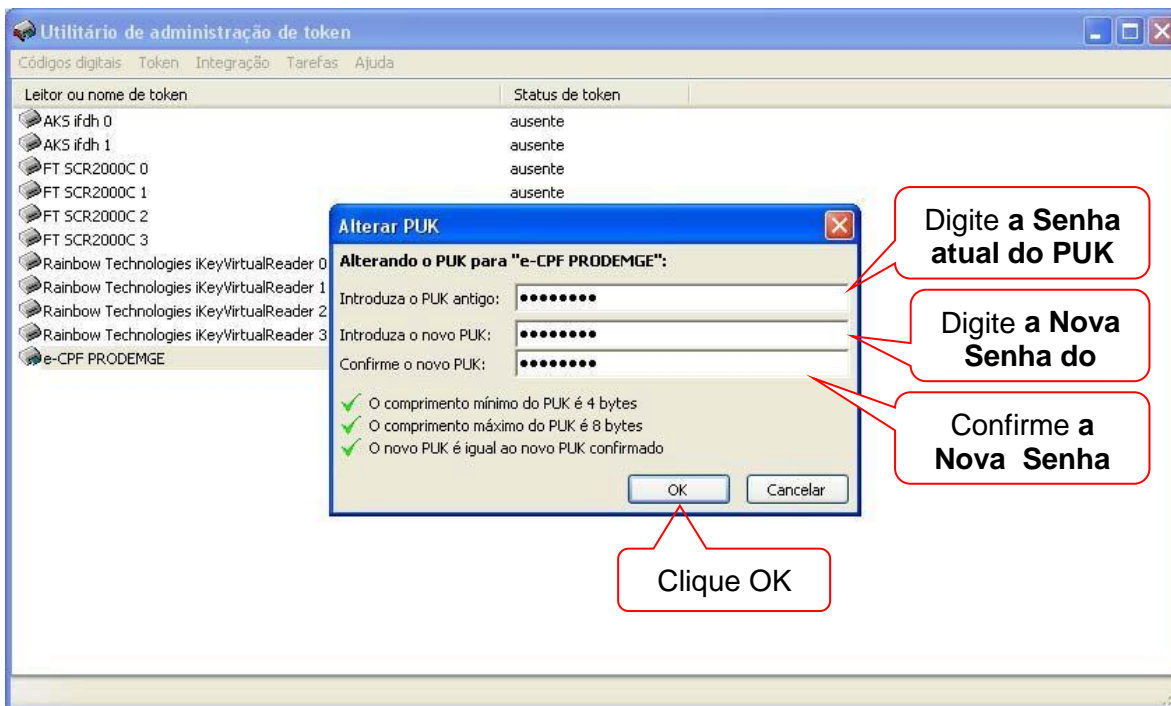 Utilitário de administração de token
Códigos digitais Token Integração Tarefas Ajuda
Leitor ou nome de token Status de token
AKS ifdh 0 ausente
AKS ifdh 1 ausente
FT SCR2000C 0 ausente
FT SCR2000C 1 ausente
FT SCR2000C 2
FT SCR2000C 3
Rainbow Technologies iKeyVirtualReader 0
Rainbow Technologies iKeyVirtualReader 1
Rainbow Technologies iKeyVirtualReader 2
Rainbow Technologies iKeyVirtualReader 3
e-CPF PRODEMGE
Alterar PUK
Alterando o PUK para "e-CPF PRODEMGE":
Introduza o PUK antigo: ●●●●●●●●
Introduza o novo PUK: ●●●●●●●●
Confirme o novo PUK: ●●●●●●●●
O comprimento mínimo do PUK é 4 bytes
O comprimento máximo do PUK é 8 bytes
O novo PUK é igual ao novo PUK confirmado
OK Cancelar
Digite a Senha
atual do PUK
Digite a Nova
Senha do
Confirme a
Nova Senha
Clique OK